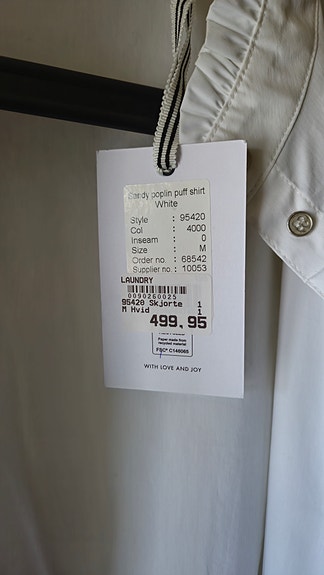 Sandy poplin puff shirt
White
Style : 95420
Col : 4000
Inseam : 0
Size : M
Order no. : 68542
Supplier no. : 10053
LAUNDRY
0090260025
95420 Skjorte 1
M Hvid 1
499,95
Paper made from
recycled material
FSC® C148065
WITH LOVE AND JOY